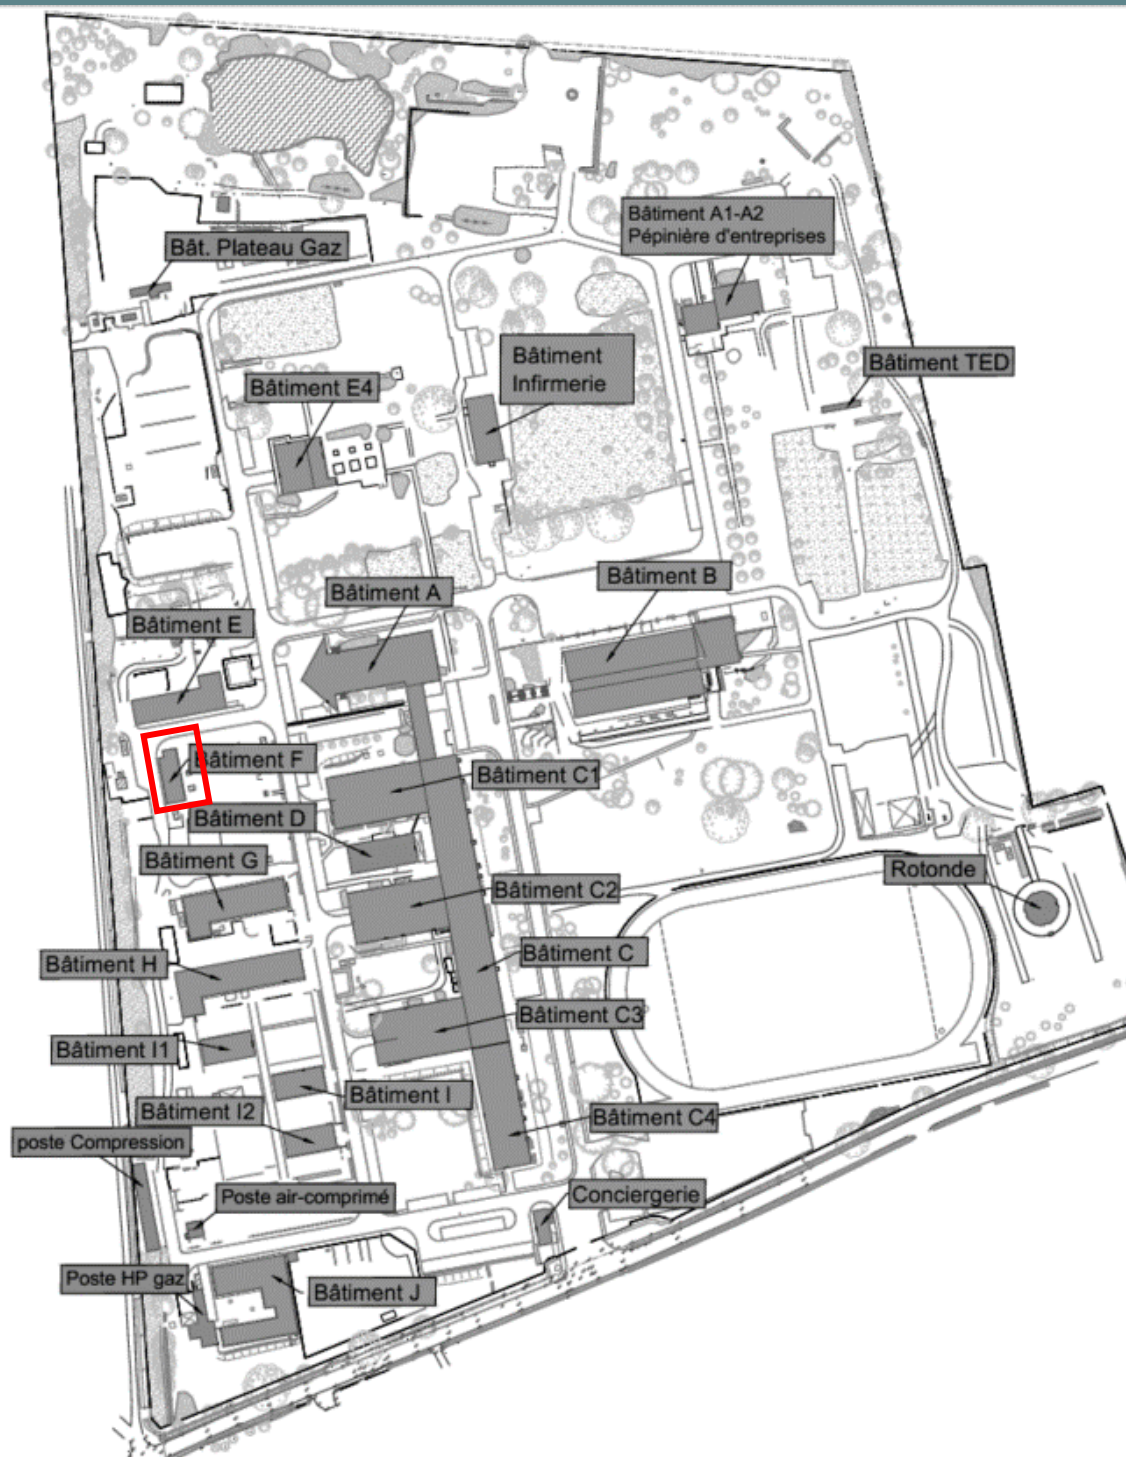 Bâtiment A1-A2
Pépinière d'entreprises
Bât. Plateau Gaz
Bâtiment
Infirmerie
Bâtiment TED
Bâtiment E4
Bâtiment B
Bâtiment A
Bâtiment E
Bâtiment F
Bâtiment C1
Bâtiment D
Bâtiment G
Rotonde
Bâtiment C2
Bâtiment C
Bâtiment H
Bâtiment C3
Bâtiment I1
Bâtiment I
Bâtiment I2
Bâtiment C4
poste Compression
Poste air-comprimé
Conciergerie
Poste HP gaz
Bâtiment J